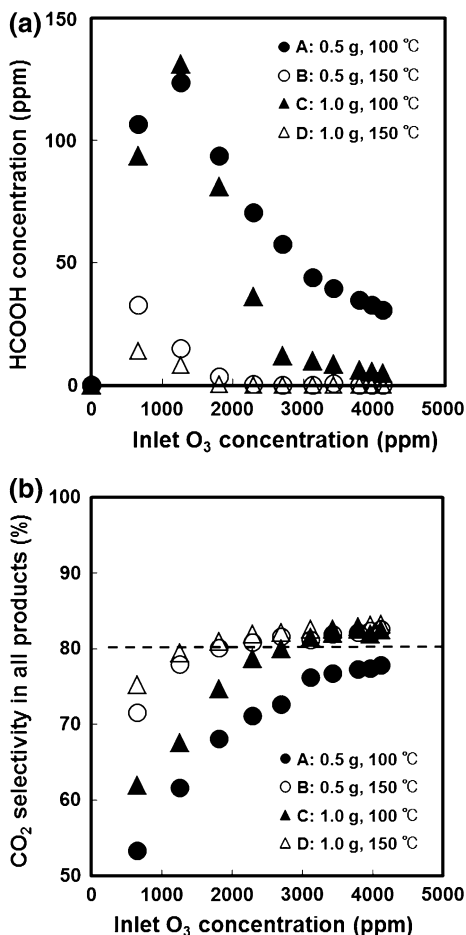 (a)
HCOOH concentration (ppm)
150
100
50
0
● A: 0.5 g, 100 ℃
○ B: 0.5 g, 150 ℃
▲ C: 1.0 g, 100 ℃
△ D: 1.0 g, 150 ℃
0 1000 2000 3000 4000 5000
Inlet O₃ concentration (ppm)
(b)
CO₂ selectivity in all products (%)
100
90
80
70
60
50
● A: 0.5 g, 100 ℃
○ B: 0.5 g, 150 ℃
▲ C: 1.0 g, 100 ℃
△ D: 1.0 g, 150 ℃
0 1000 2000 3000 4000 5000
Inlet O₃ concentration (ppm)